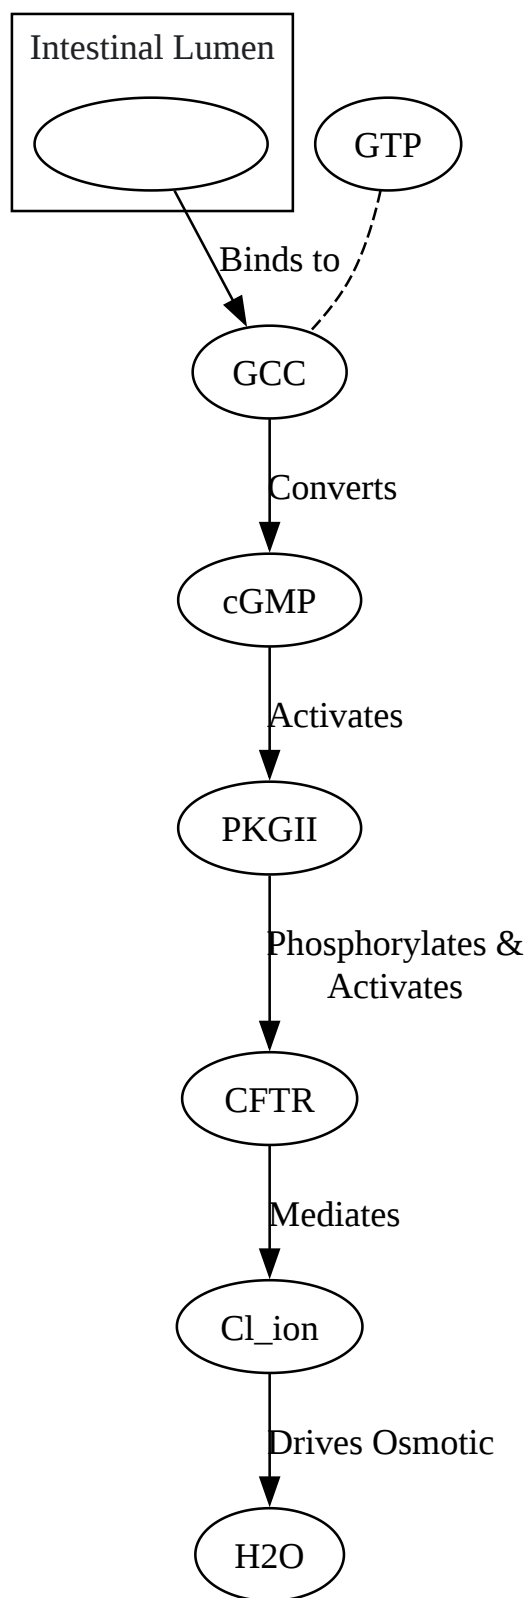 Intestinal Lumen
GTP
Binds to
GCC
Converts
cGMP
Activates
PKGII
Phosphorylates &
Activates
CFTR
Mediates
Cl_ion
Drives Osmotic
H2O